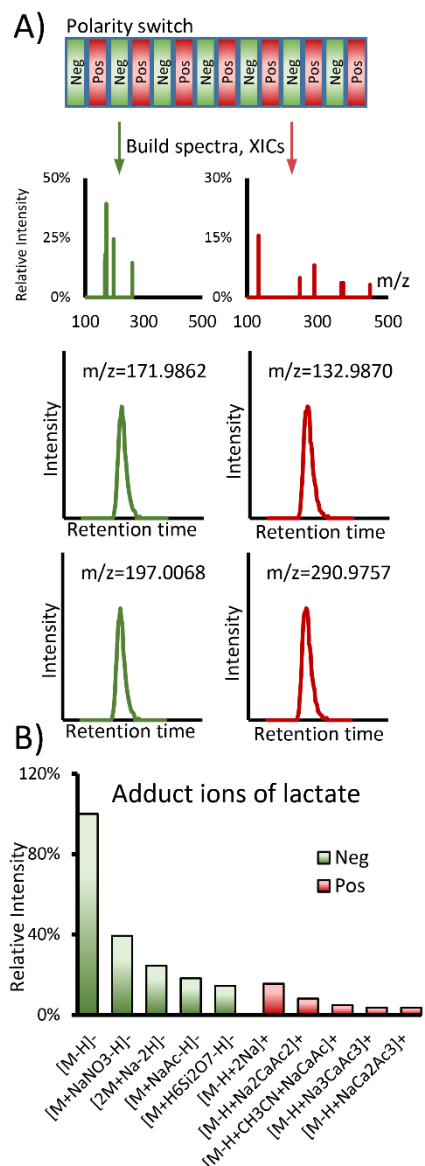 A)
Polarity switch
Neg Pos Neg Pos Neg Pos Neg Pos Neg Pos Neg Pos
Build spectra, XICs
Relative Intensity
50%
25%
0%
100 300 500
30%
15%
0%
m/z
100 300 500
m/z=171.9862
Intensity
Retention time
m/z=132.9870
Intensity
Retention time
m/z=197.0068
Intensity
Retention time
m/z=290.9757
Intensity
Retention time
B)
Adduct ions of lactate
Relative Intensity
120%
80%
40%
0%
Neg
Pos
[M-H]-
[M+NaNO3-H]-
[2M+Na-2H]-
[M+NaAc-H]-
[M+H6Si2O7-H]-
[M-H+2Na]+
[M-H+Na2CaAc2]+
[M-H+CH3CN+NaCaAc]+
[M-H+Na3CaAc3]+
[M-H+NaCa2Ac3]+